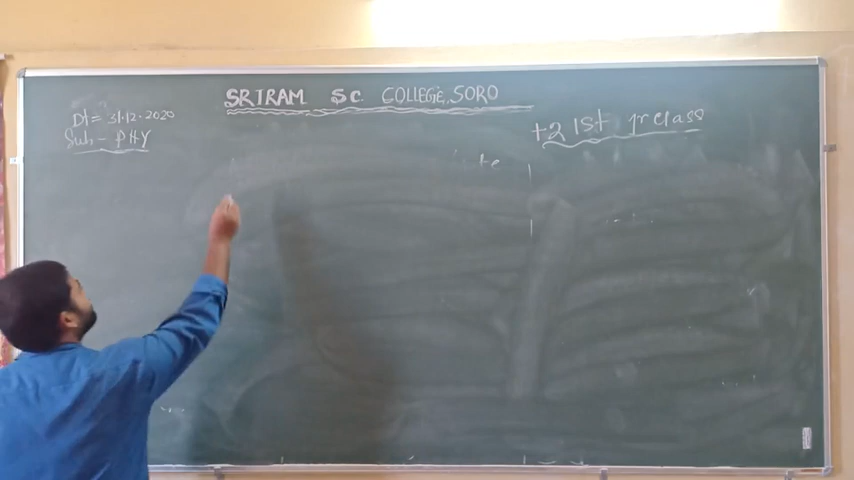 SRIRAM SC. COLLEGE, SORO
Dt = 31.12.2020
Sub, - PHY
+2 1st yr class